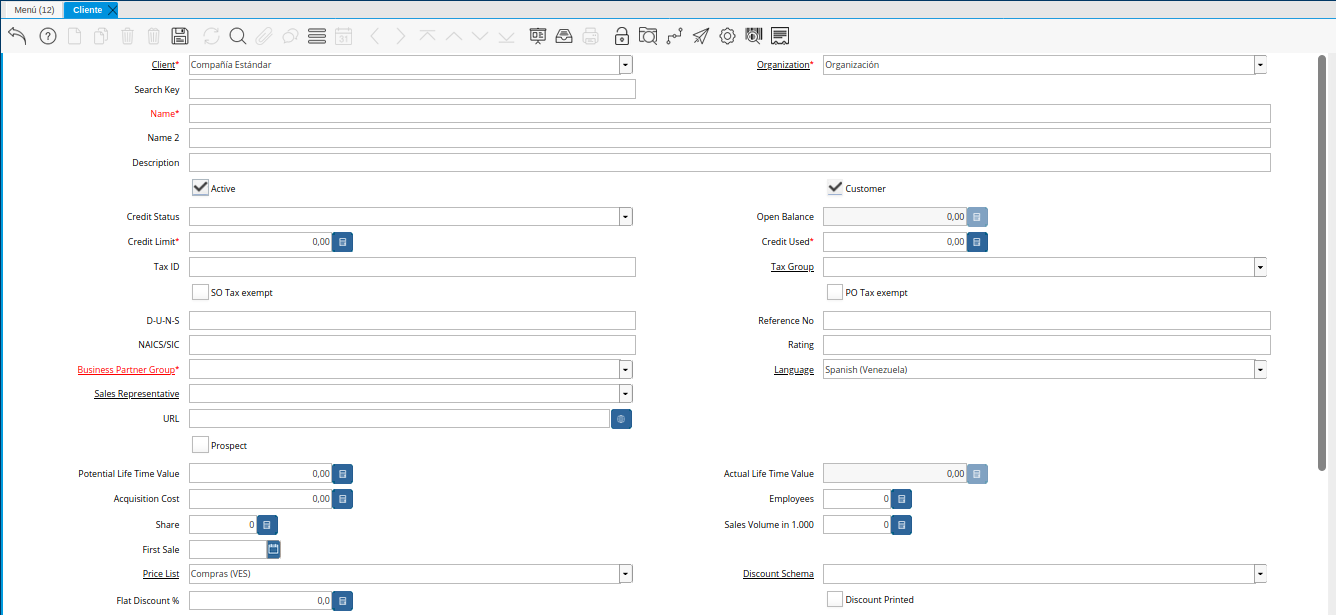 Menú (12) Cliente
31
Client* Compañía Estándar Organization* Organización
Search Key
Name*
Name 2
Description
Active Customer
Credit Status Open Balance 0,00
Credit Limit* 0,00 Credit Used* 0,00
Tax ID Tax Group
SO Tax exempt PO Tax exempt
D-U-N-S Reference No
NAICS/SIC Rating
Business Partner Group* Language Spanish (Venezuela)
Sales Representative
URL
Prospect
Potential Life Time Value 0,00 Actual Life Time Value 0,00
Acquisition Cost 0,00 Employees 0
Share 0 Sales Volume in 1.000 0
First Sale
Price List Compras (VES) Discount Schema
Flat Discount % 0,0 Discount Printed